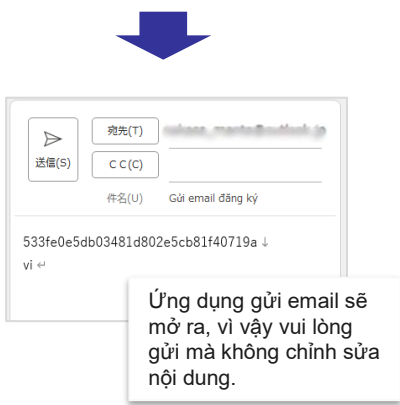 宛先(T)
送信(S)
C C(C)
件名(U) Gửi email đăng ký
533fe0e5db03481d802e5cb81f40719a ↓
vi ↵
Ứng dụng gửi email sẽ
mở ra, vì vậy vui lòng
gửi mà không chỉnh sửa
nội dung.